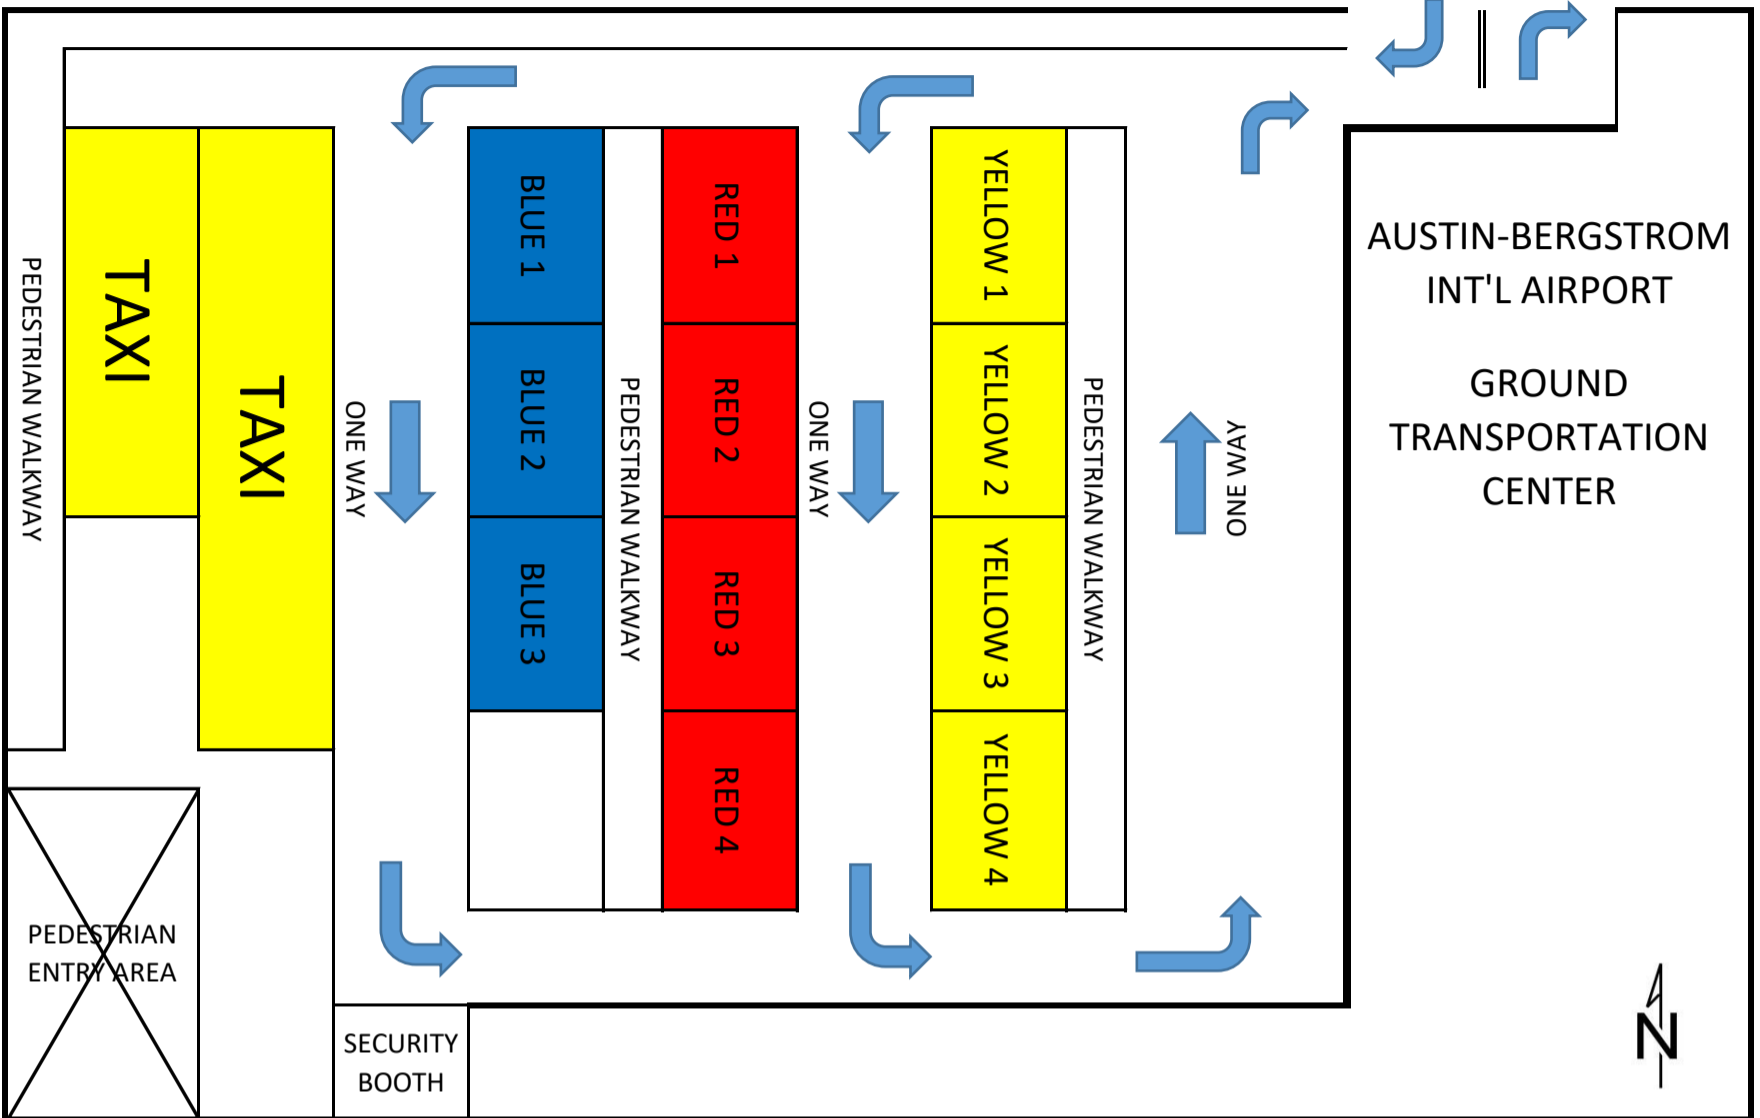 AUSTIN-BERGSTROM
INT'L AIRPORT
GROUND
TRANSPORTATION
CENTER
PEDESTRIAN WALKWAY
TAXI
TAXI
ONE WAY
BLUE 1
BLUE 2
BLUE 3
PEDESTRIAN WALKWAY
RED 1
RED 2
RED 3
RED 4
ONE WAY
YELLOW 1
YELLOW 2
YELLOW 3
YELLOW 4
PEDESTRIAN WALKWAY
ONE WAY
PEDESTRIAN
ENTRY AREA
SECURITY
BOOTH
N